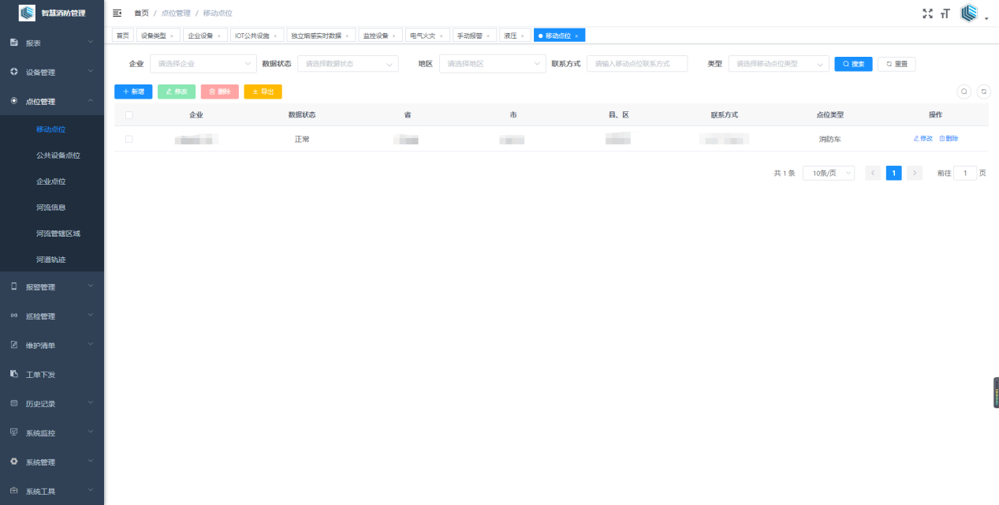 智慧消防管理
报表
设备管理
点位管理
移动点位
公共设备点位
企业点位
河流信息
河流管辖区域
河道轨迹
报警管理
巡检管理
维护清单
工单下发
历史记录
系统监控
系统管理
系统工具
首页 / 点位管理 / 移动点位
首页 设备类型 × 企业设备 × IOT公共设施 × 独立烟感实时数据 × 监控设备 × 电气火灾 × 手动报警 × 液压 × 移动点位 ×
企业 请选择企业 数据状态 请选择数据状态 地区 请选择地区 联系方式 请输入移动点位联系方式 类型 请选择移动点位类型 搜索 重置
+ 新增 修改 删除 导出
企业 数据状态 省 市 县、区 联系方式 点位类型 操作
正常 消防车 修改 删除
共 1 条 10条/页 < 1 > 前往 1 页